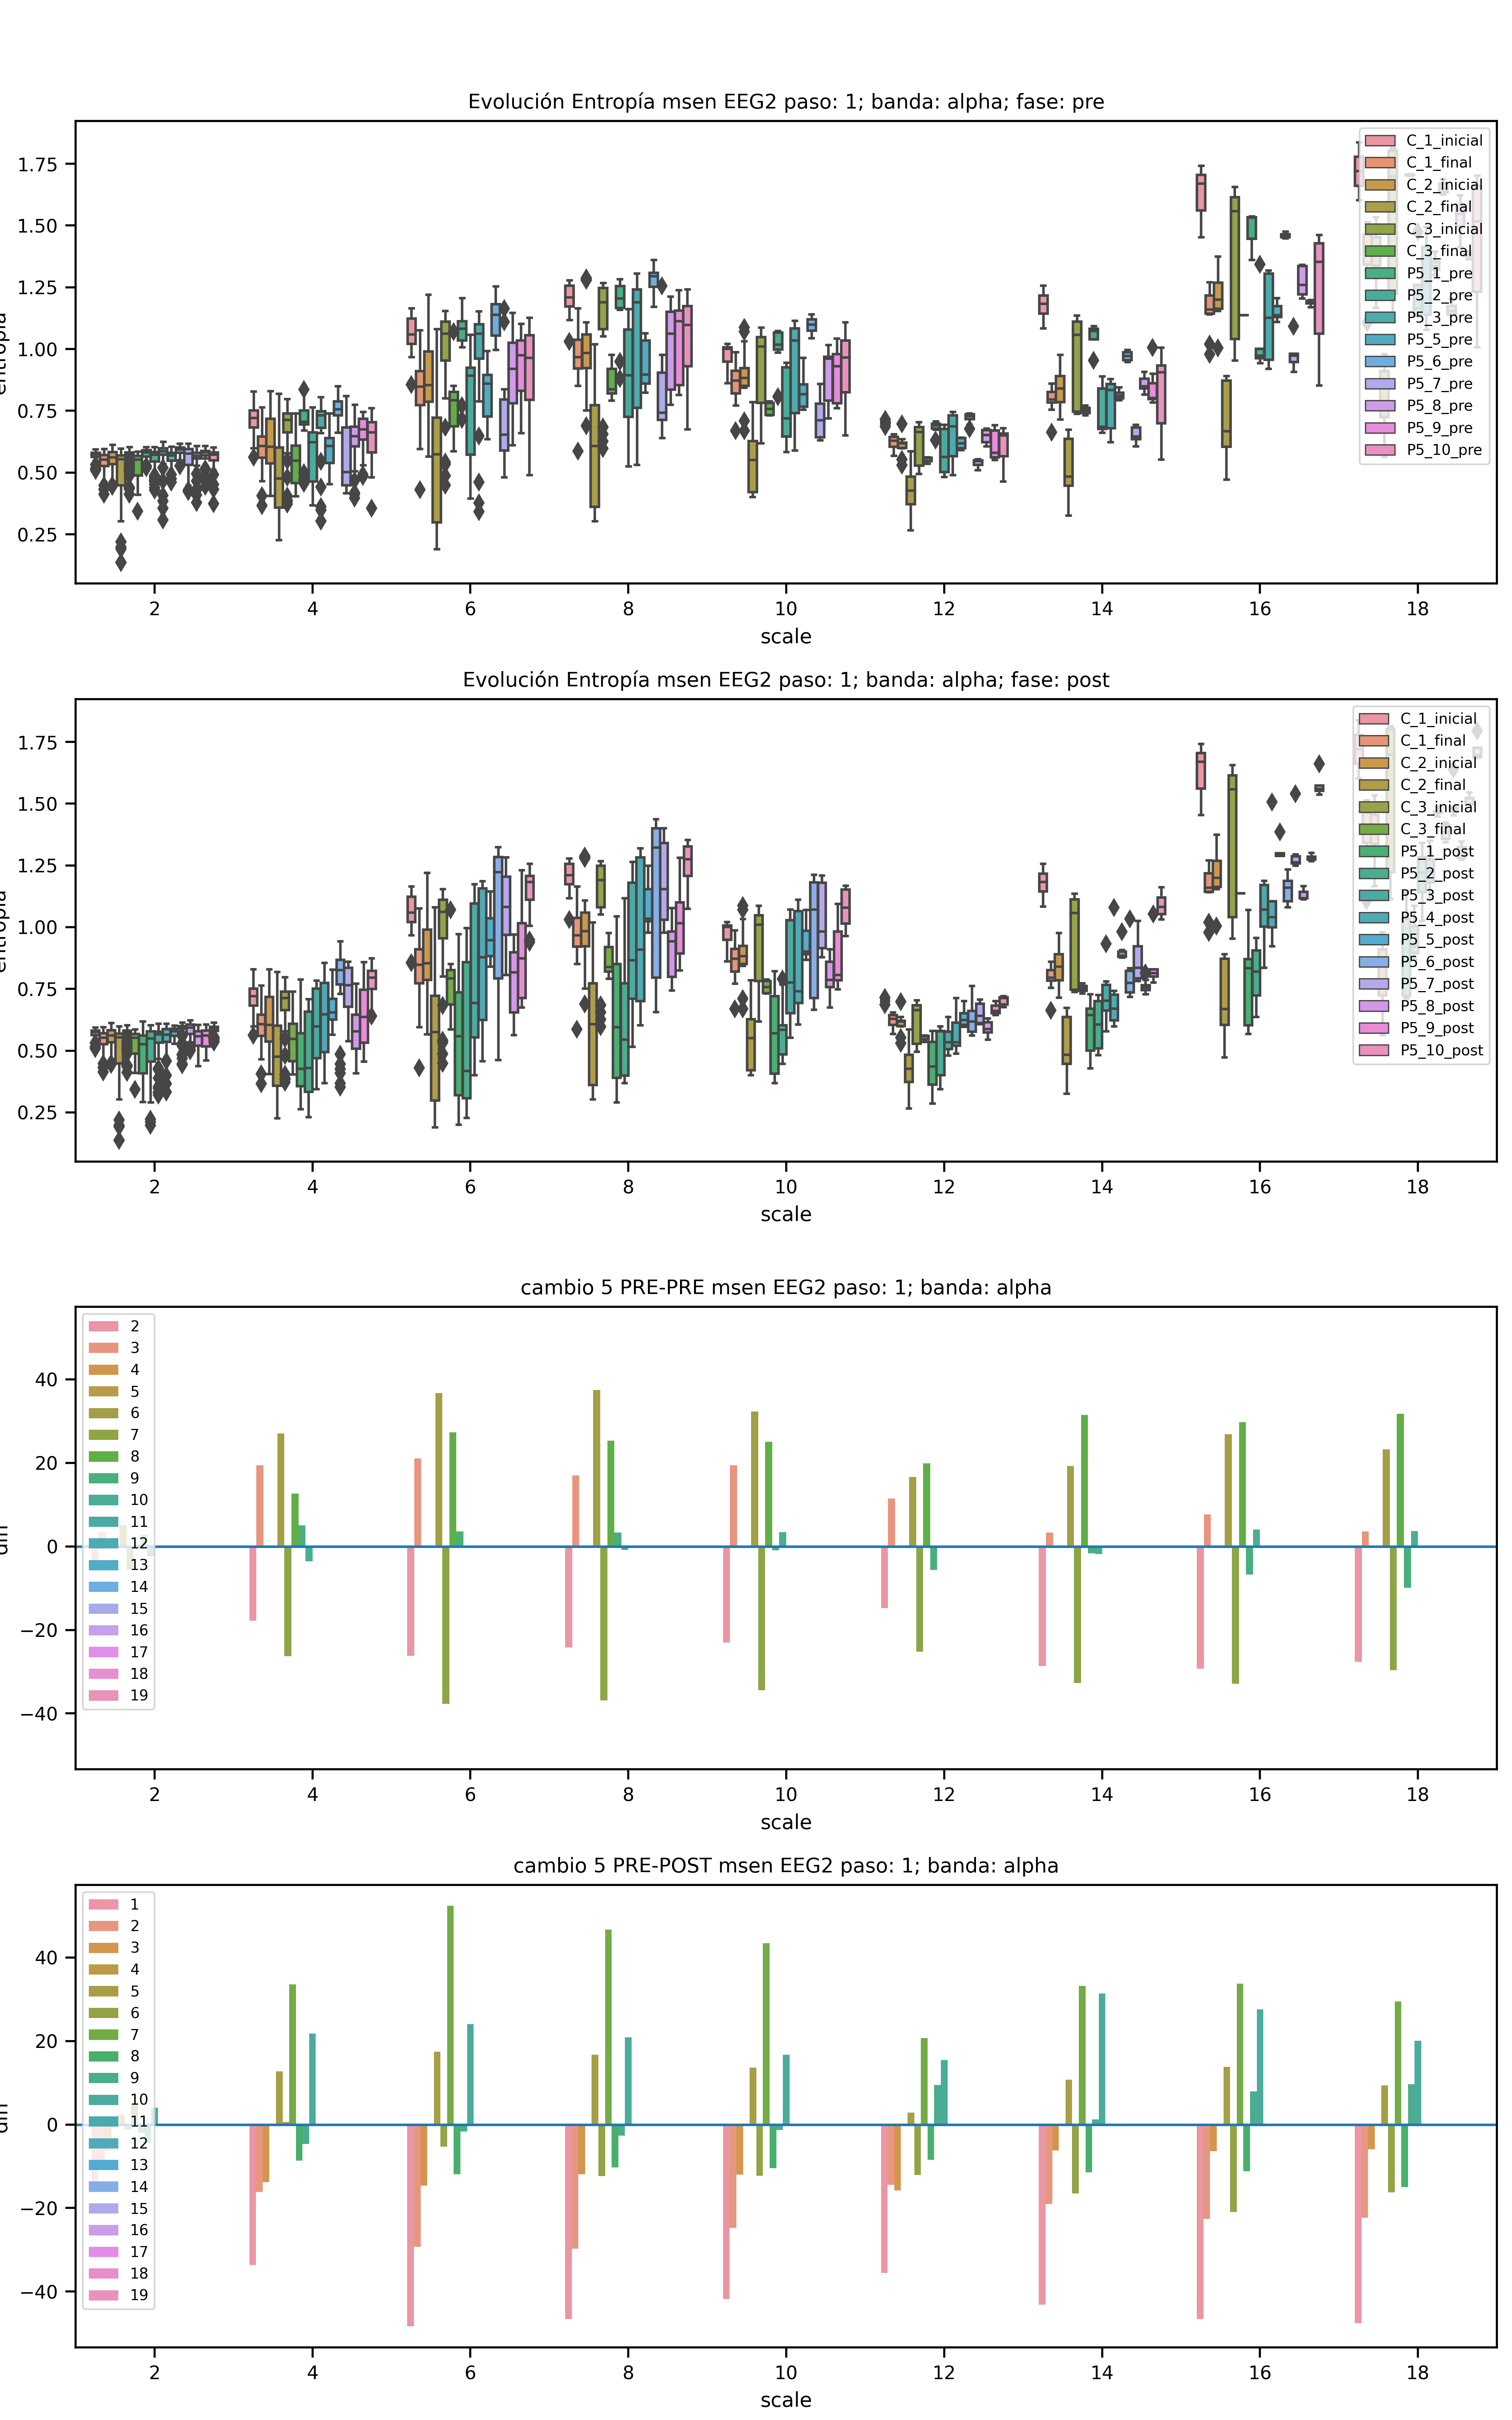 Evolución Entropía msen EEG2 paso: 1; banda: alpha; fase: pre
C_1_inicial
C_1_final
C_2_inicial
C_2_final
C_3_inicial
C_3_final
P5_1_pre
P5_2_pre
P5_3_pre
P5_5_pre
P5_6_pre
P5_7_pre
P5_8_pre
P5_9_pre
P5_10_pre
1.75
1.50
1.25
1.00
0.75
0.50
0.25
entropia
2 4 6 8 10 12 14 16 18
scale
Evolución Entropía msen EEG2 paso: 1; banda: alpha; fase: post
C_1_inicial
C_1_final
C_2_inicial
C_2_final
C_3_inicial
C_3_final
P5_1_post
P5_2_post
P5_3_post
P5_4_post
P5_5_post
P5_6_post
P5_7_post
P5_8_post
P5_9_post
P5_10_post
1.75
1.50
1.25
1.00
0.75
0.50
0.25
entropia
2 4 6 8 10 12 14 16 18
scale
cambio 5 PRE-PRE msen EEG2 paso: 1; banda: alpha
2
3
4
5
6
7
8
9
10
11
12
13
14
15
16
17
18
19
40
20
0
−20
−40
2 4 6 8 10 12 14 16 18
scale
cambio 5 PRE-POST msen EEG2 paso: 1; banda: alpha
1
2
3
4
5
6
7
8
9
10
11
12
13
14
15
16
17
18
19
40
20
0
−20
−40
2 4 6 8 10 12 14 16 18
scale